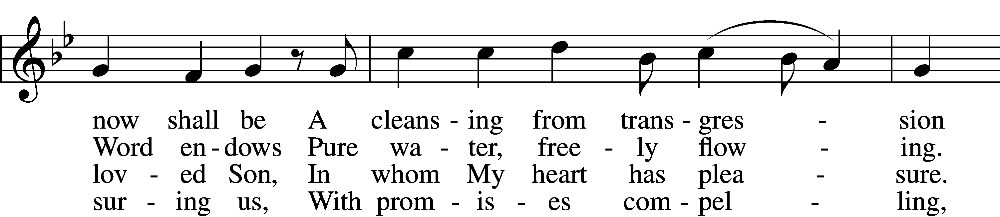 now shall be A cleans - ing from trans - gres - sion
Word en - dows Pure wa - ter, free - ly flow - ing.
lov - ed Son, In whom My heart has plea - sure.
sur - ing us, With prom - is - es com - pel - ling,